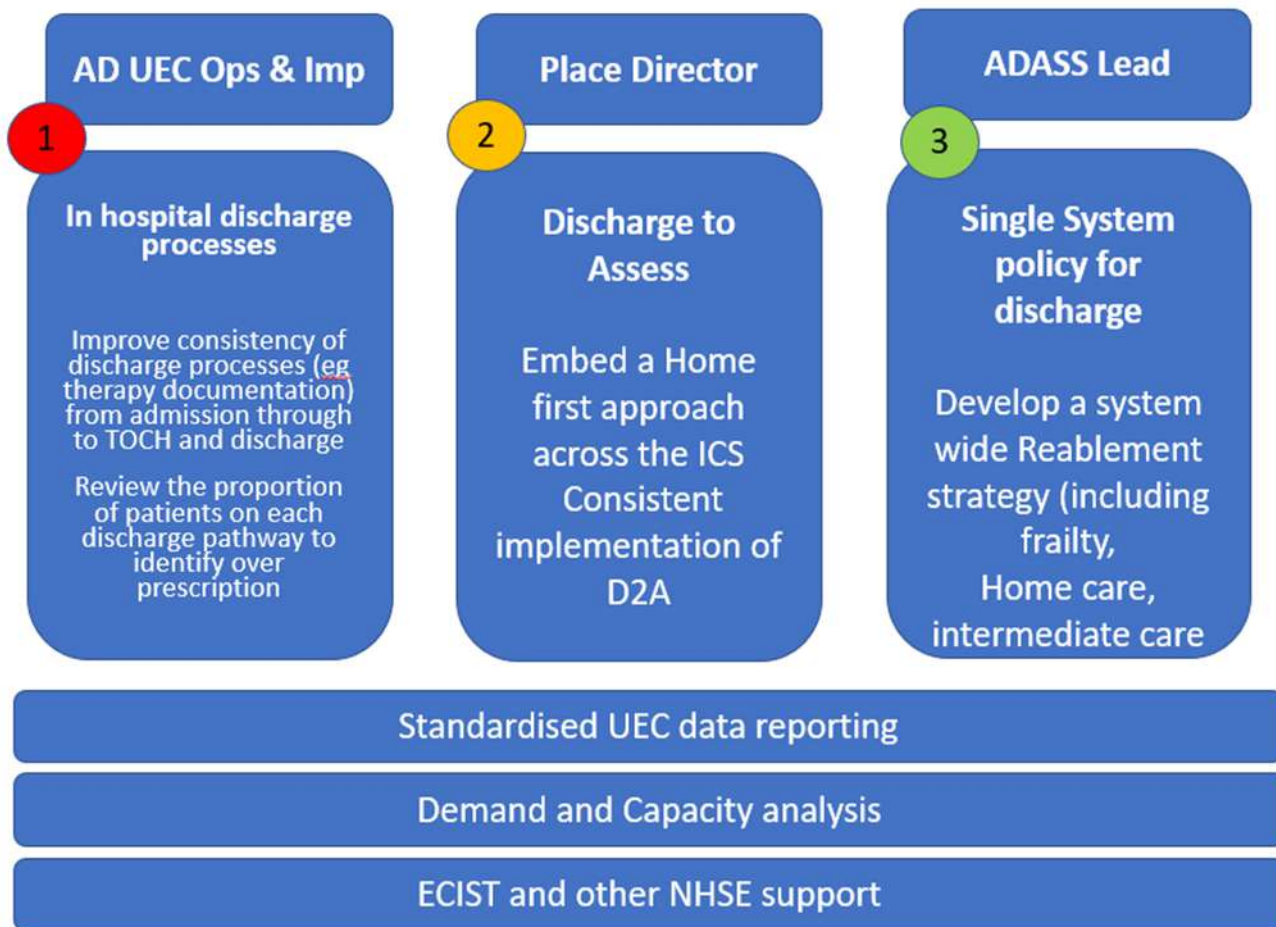 AD UEC Ops & Imp
1
In hospital discharge
processes
Improve consistency of
discharge processes (eg
therapy documentation)
from admission through
to TOCH and discharge
Review the proportion
of patients on each
discharge pathway to
identify over
prescription
Place Director
2
Discharge to
Assess
Embed a Home
first approach
across the ICS
Consistent
implementation of
D2A
ADASS Lead
3
Single System
policy for
discharge
Develop a system
wide Reablement
strategy (including
frailty,
Home care,
intermediate care
Standardised UEC data reporting
Demand and Capacity analysis
ECIST and other NHSE support